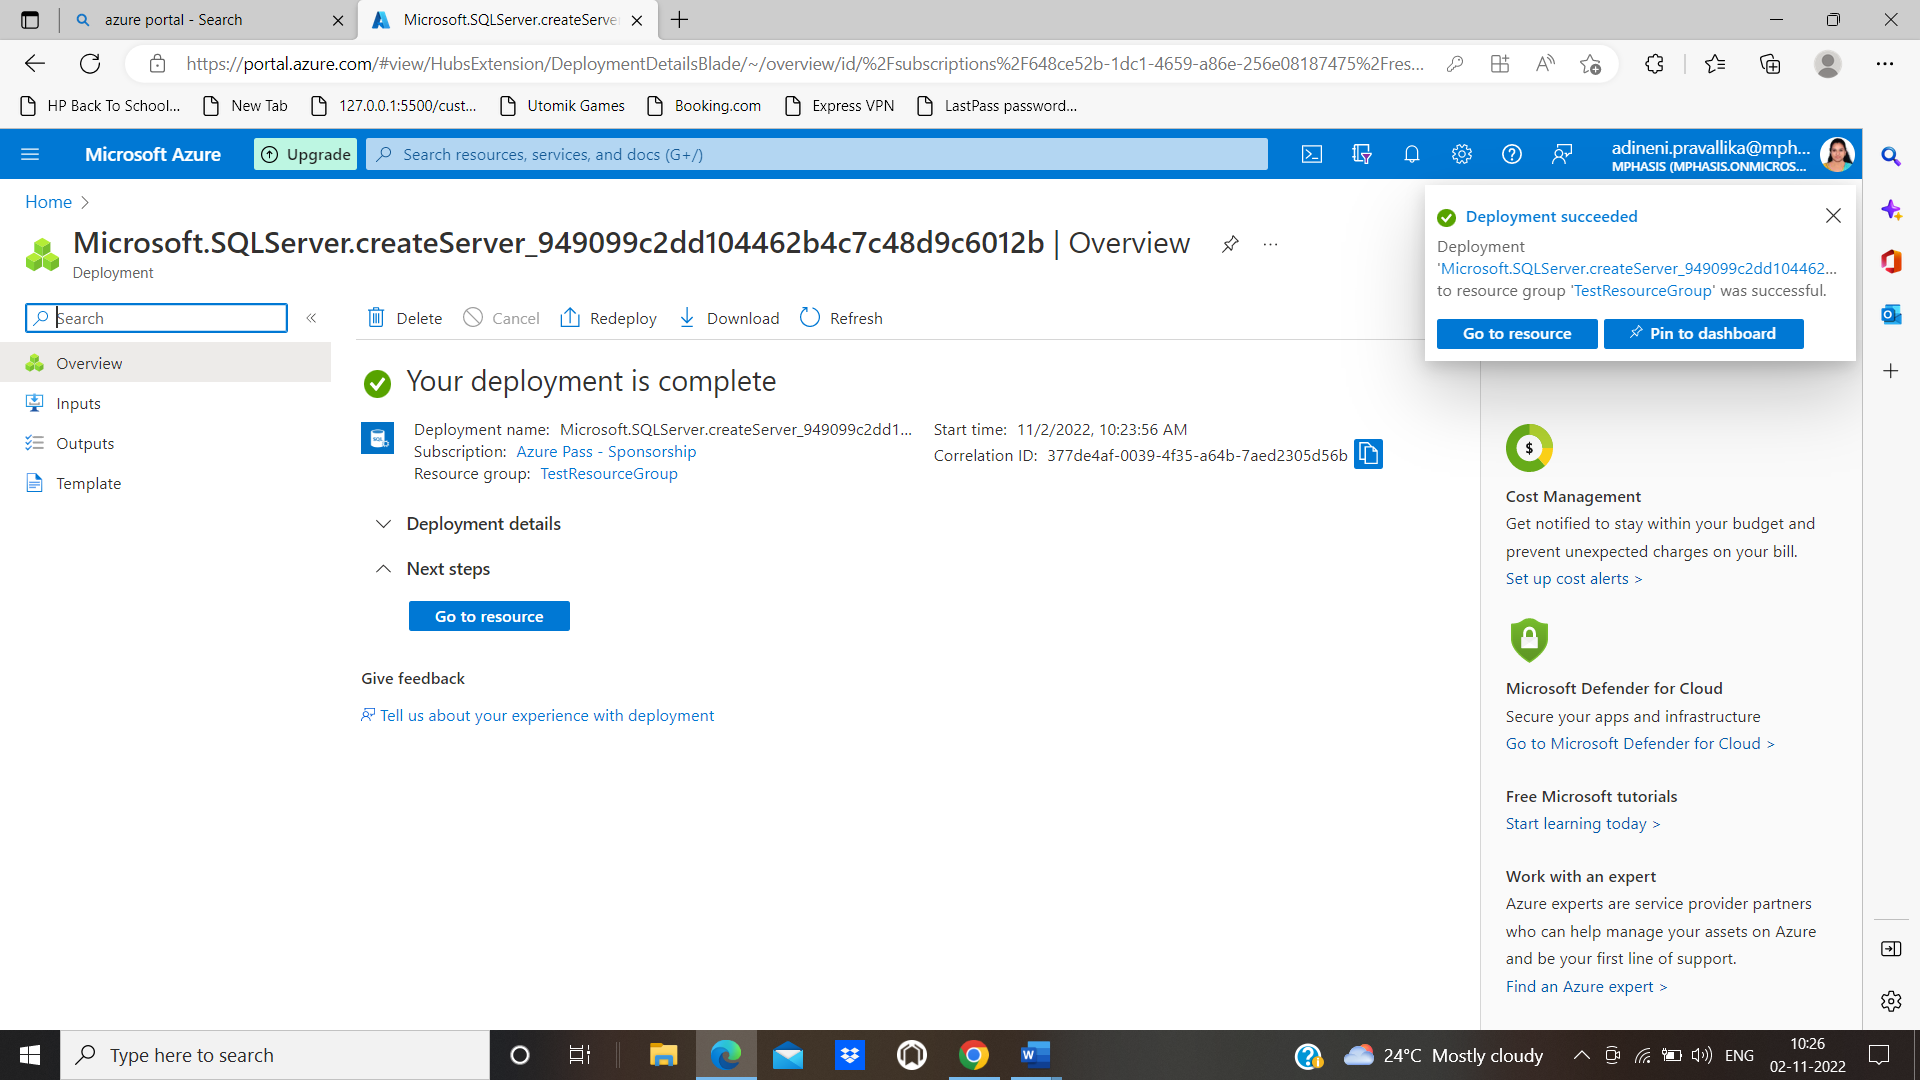 azure portal - Search
Microsoft.SQLServer.createServe
https://portal.azure.com/#view/HubsExtension/DeploymentDetailsBlade/~/overview/id/%2Fsubscriptions%2F648ce52b-1dc1-4659-a86e-256e08187475%2Fres...
HP Back To School...
New Tab
127.0.0.1:5500/cust...
Utomik Games
Booking.com
Express VPN
LastPass password...
Microsoft Azure
Upgrade
Search resources, services, and docs (G+/)
adineni.pravallika@mph...
MPHASIS (MPHASIS.ONMICROS...
Home
Microsoft.SQLServer.createServer_949099c2dd104462b4c7c48d9c6012b | Overview
Deployment
Deployment succeeded
Deployment
'Microsoft.SQLServer.createServer_949099c2dd104462...
to resource group 'TestResourceGroup' was successful.
Go to resource
Pin to dashboard
Search
Delete
Cancel
Redeploy
Download
Refresh
Overview
Inputs
Outputs
Template
Your deployment is complete
Deployment name: Microsoft.SQLServer.createServer_949099c2dd1...
Subscription: Azure Pass - Sponsorship
Resource group: TestResourceGroup
Start time: 11/2/2022, 10:23:56 AM
Correlation ID: 377de4af-0039-4f35-a64b-7aed2305d56b
Deployment details
Next steps
Go to resource
Give feedback
Tell us about your experience with deployment
Cost Management
Get notified to stay within your budget and
prevent unexpected charges on your bill.
Set up cost alerts >
Microsoft Defender for Cloud
Secure your apps and infrastructure
Go to Microsoft Defender for Cloud >
Free Microsoft tutorials
Start learning today >
Work with an expert
Azure experts are service provider partners
who can help manage your assets on Azure
and be your first line of support.
Find an Azure expert >
Type here to search
24°C Mostly cloudy
ENG
10:26
02-11-2022